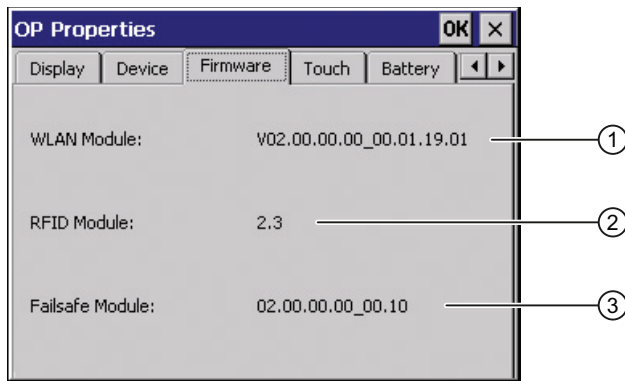 OP Properties OK ×
Display Device Firmware Touch Battery
WLAN Module: V02.00.00.00_00.01.19.01 1
RFID Module: 2.3 2
Failsafe Module: 02.00.00.00_00.10 3